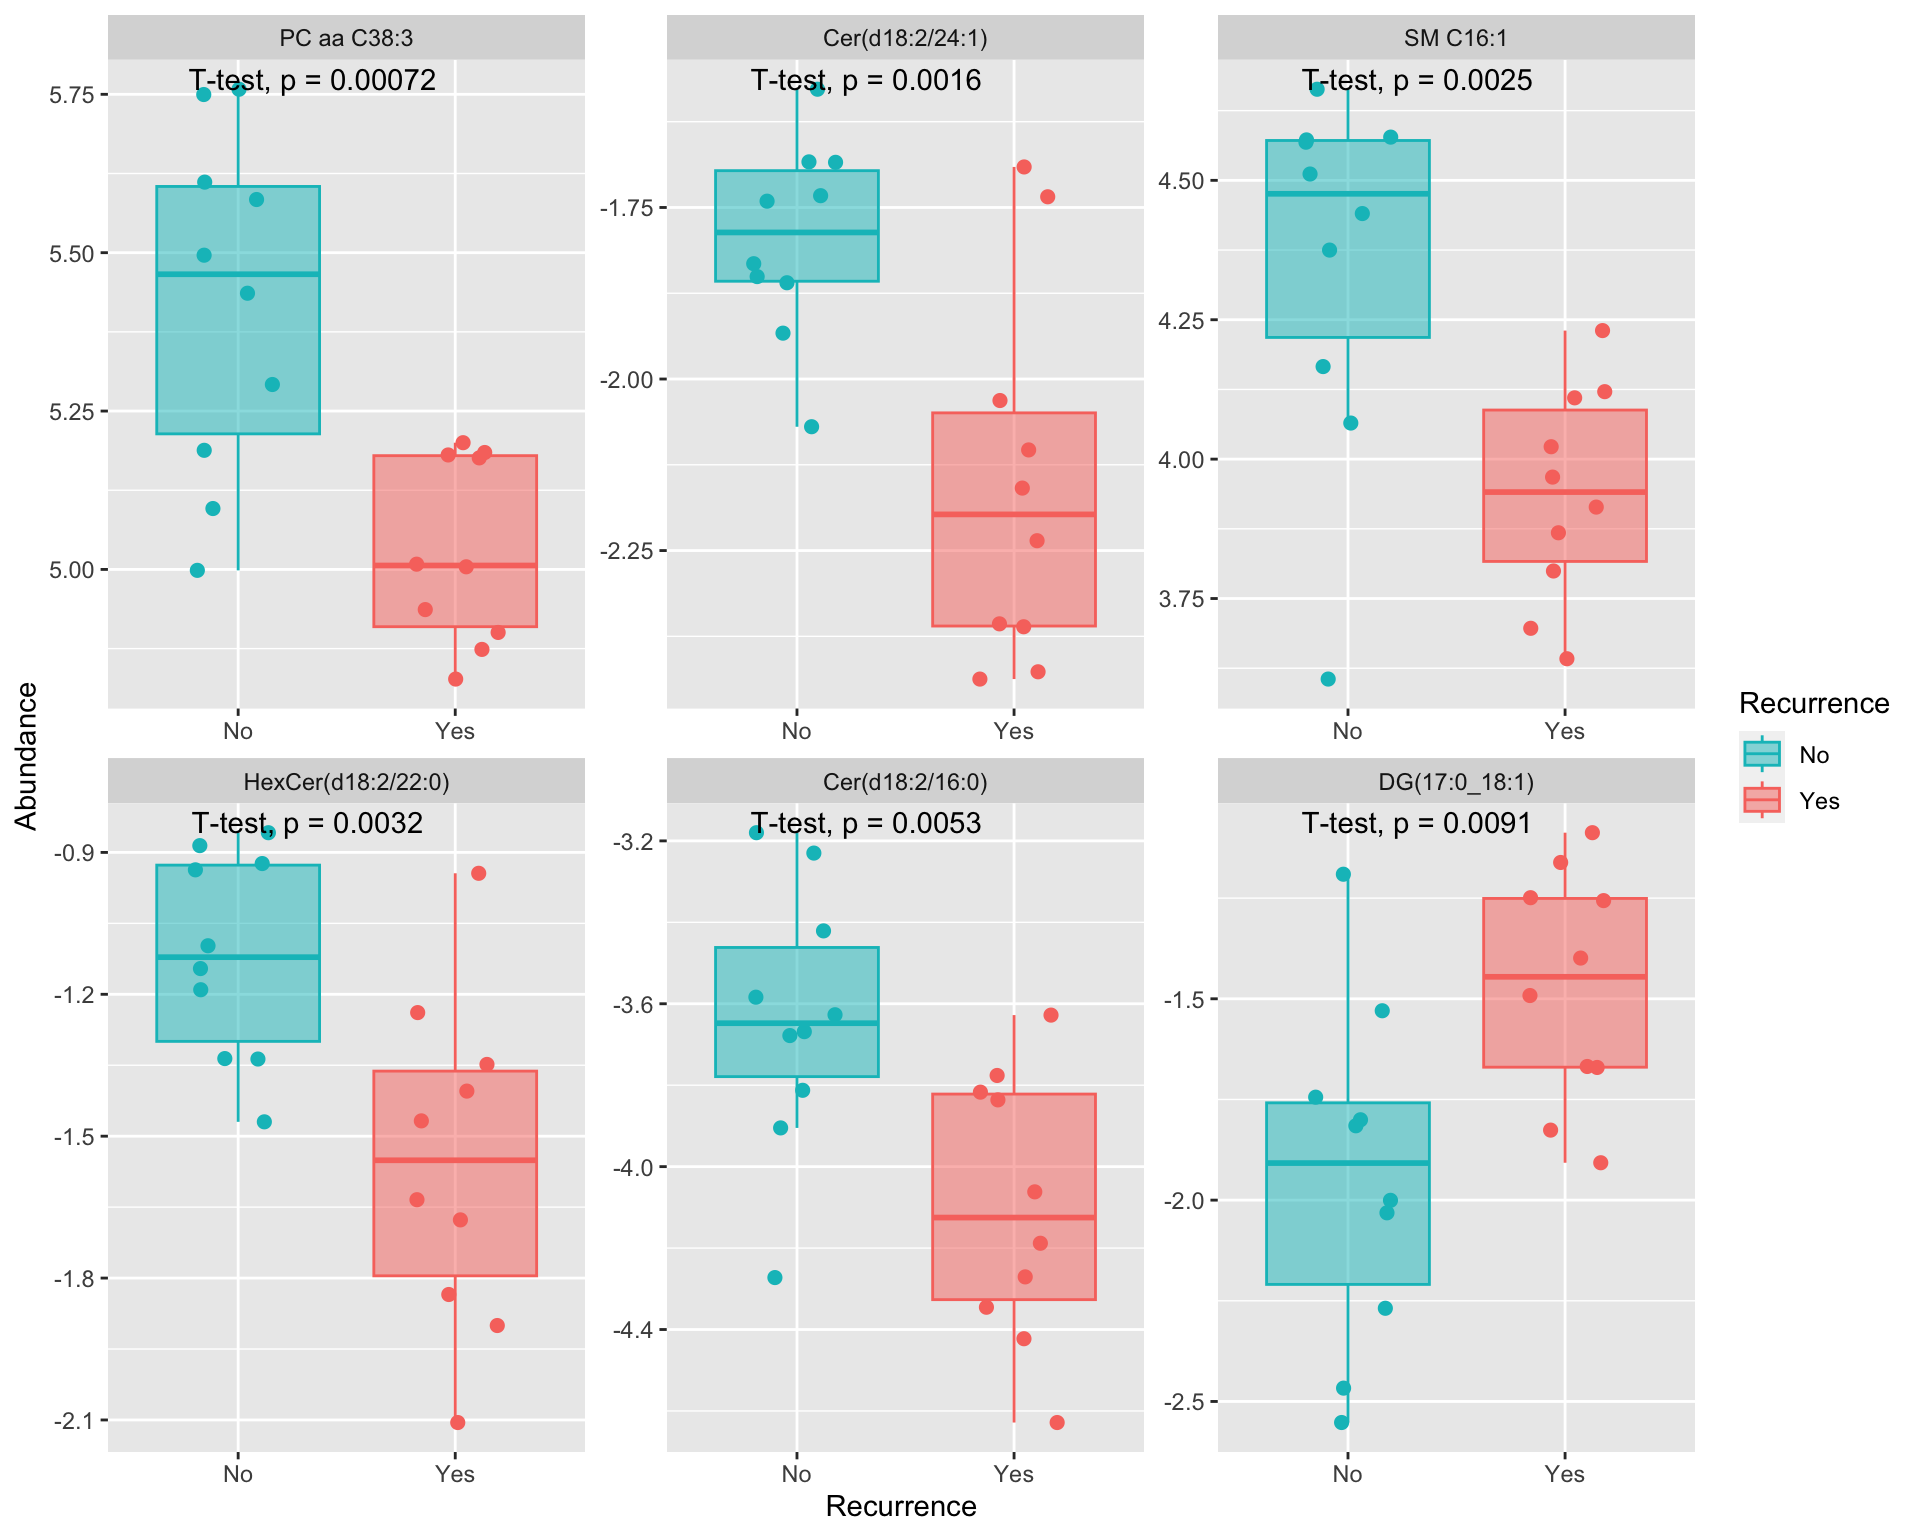 PC aa C38:3
Cer(d18:2/24:1)
SM C16:1
T-test, p = 0.00072
T-test, p = 0.0016
T-test, p = 0.0025
5.75
5.50
5.25
5.00
-1.75
-2.00
-2.25
4.50
4.25
4.00
3.75
No
Yes
No
Yes
No
Yes
Abundance
HexCer(d18:2/22:0)
Cer(d18:2/16:0)
DG(17:0_18:1)
T-test, p = 0.0032
T-test, p = 0.0053
T-test, p = 0.0091
-0.9
-1.2
-1.5
-1.8
-2.1
-3.2
-3.6
-4.0
-4.4
-1.5
-2.0
-2.5
No
Yes
No
Yes
No
Yes
Recurrence
Recurrence
No
Yes